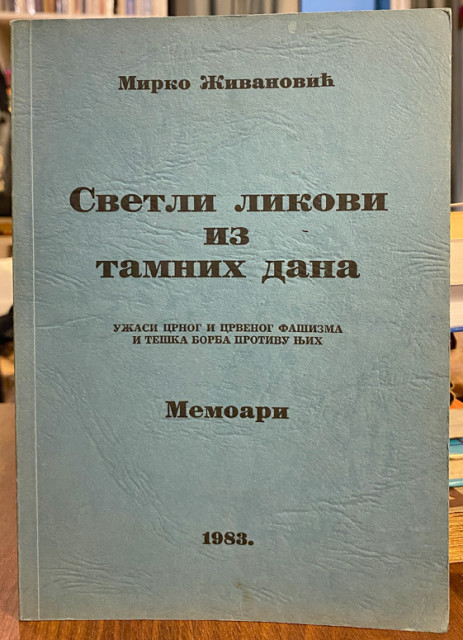 Мирко Живановић
Светли ликови
из
тамних дана
УЖАСИ ЦРНОГ И ЦРВЕНОГ ФАШИЗМА
И ТЕШКА БОРБА ПРОТИВУ ЊИХ
Мемоари
1983.